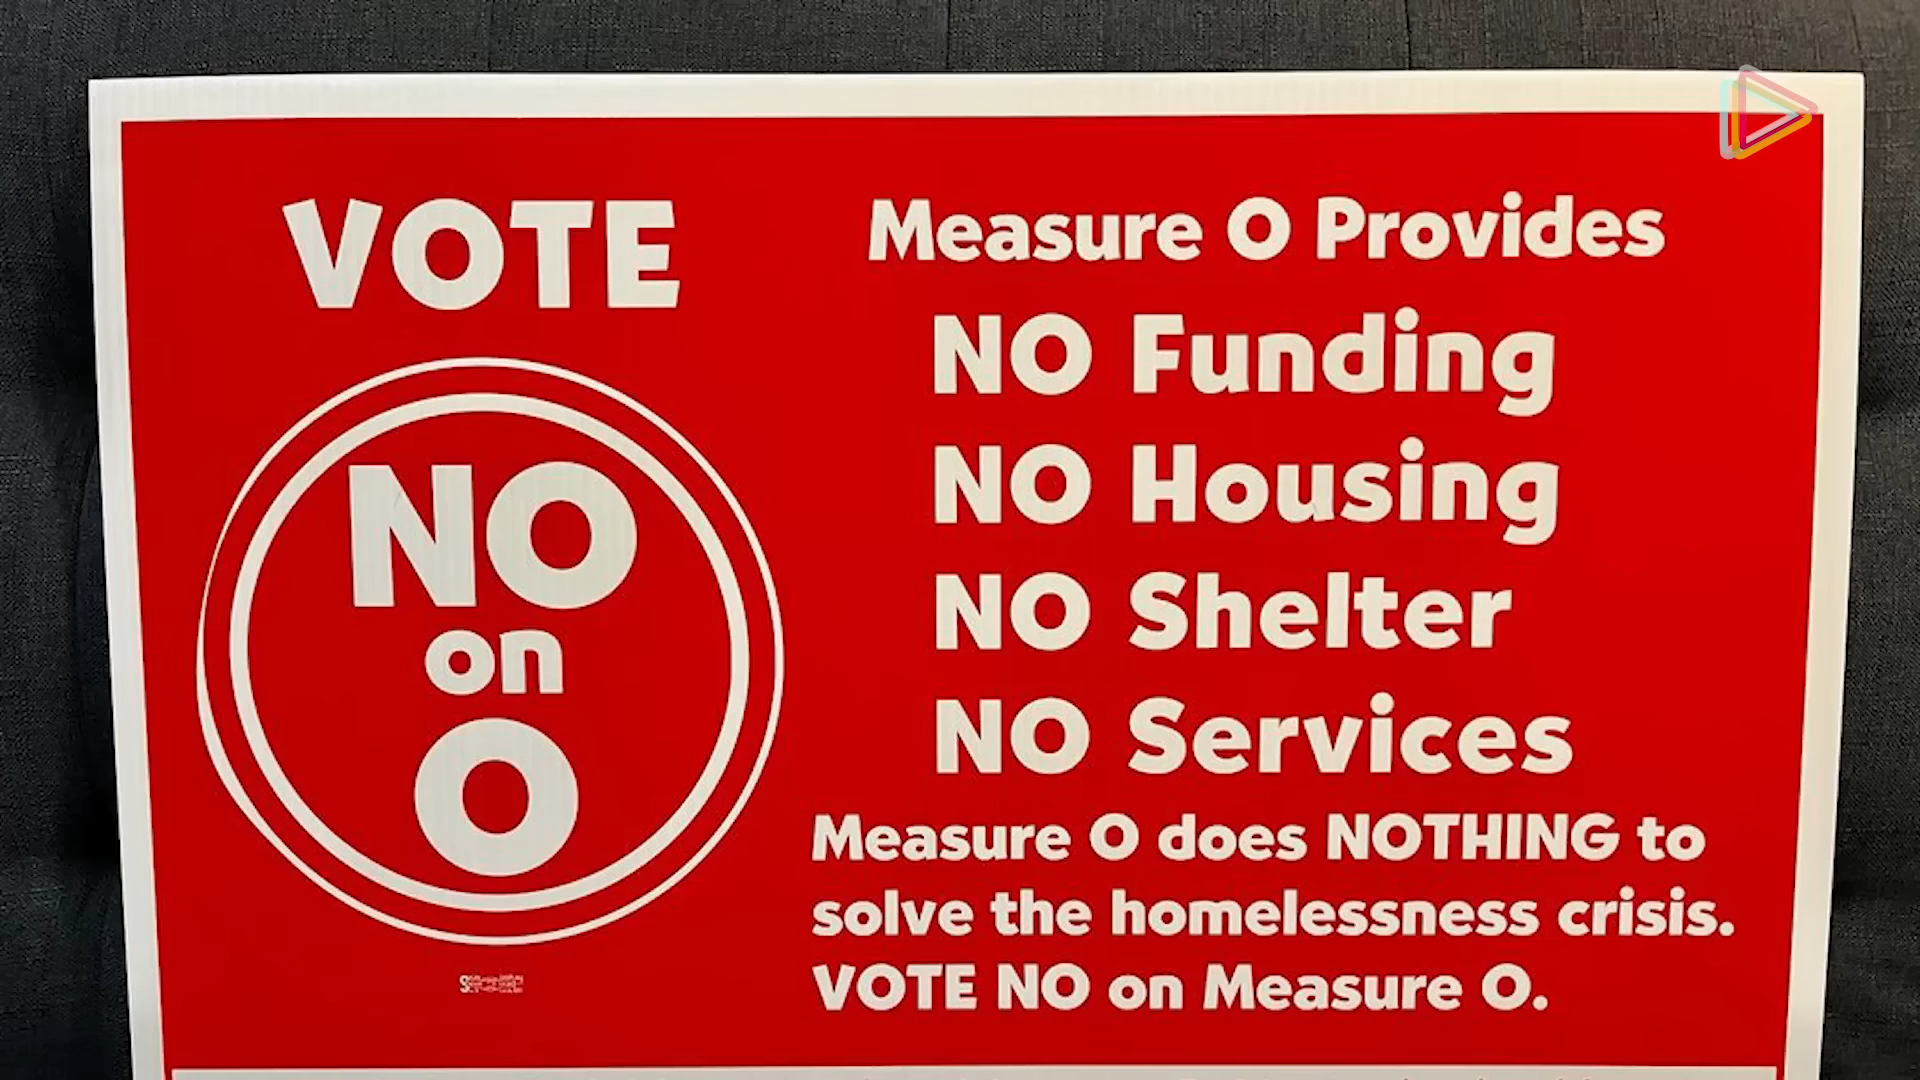 VOTE
NO
on
O
Measure O Provides
NO Funding
NO Housing
NO Shelter
NO Services
Measure O does NOTHING to
solve the homelessness crisis.
VOTE NO on Measure O.